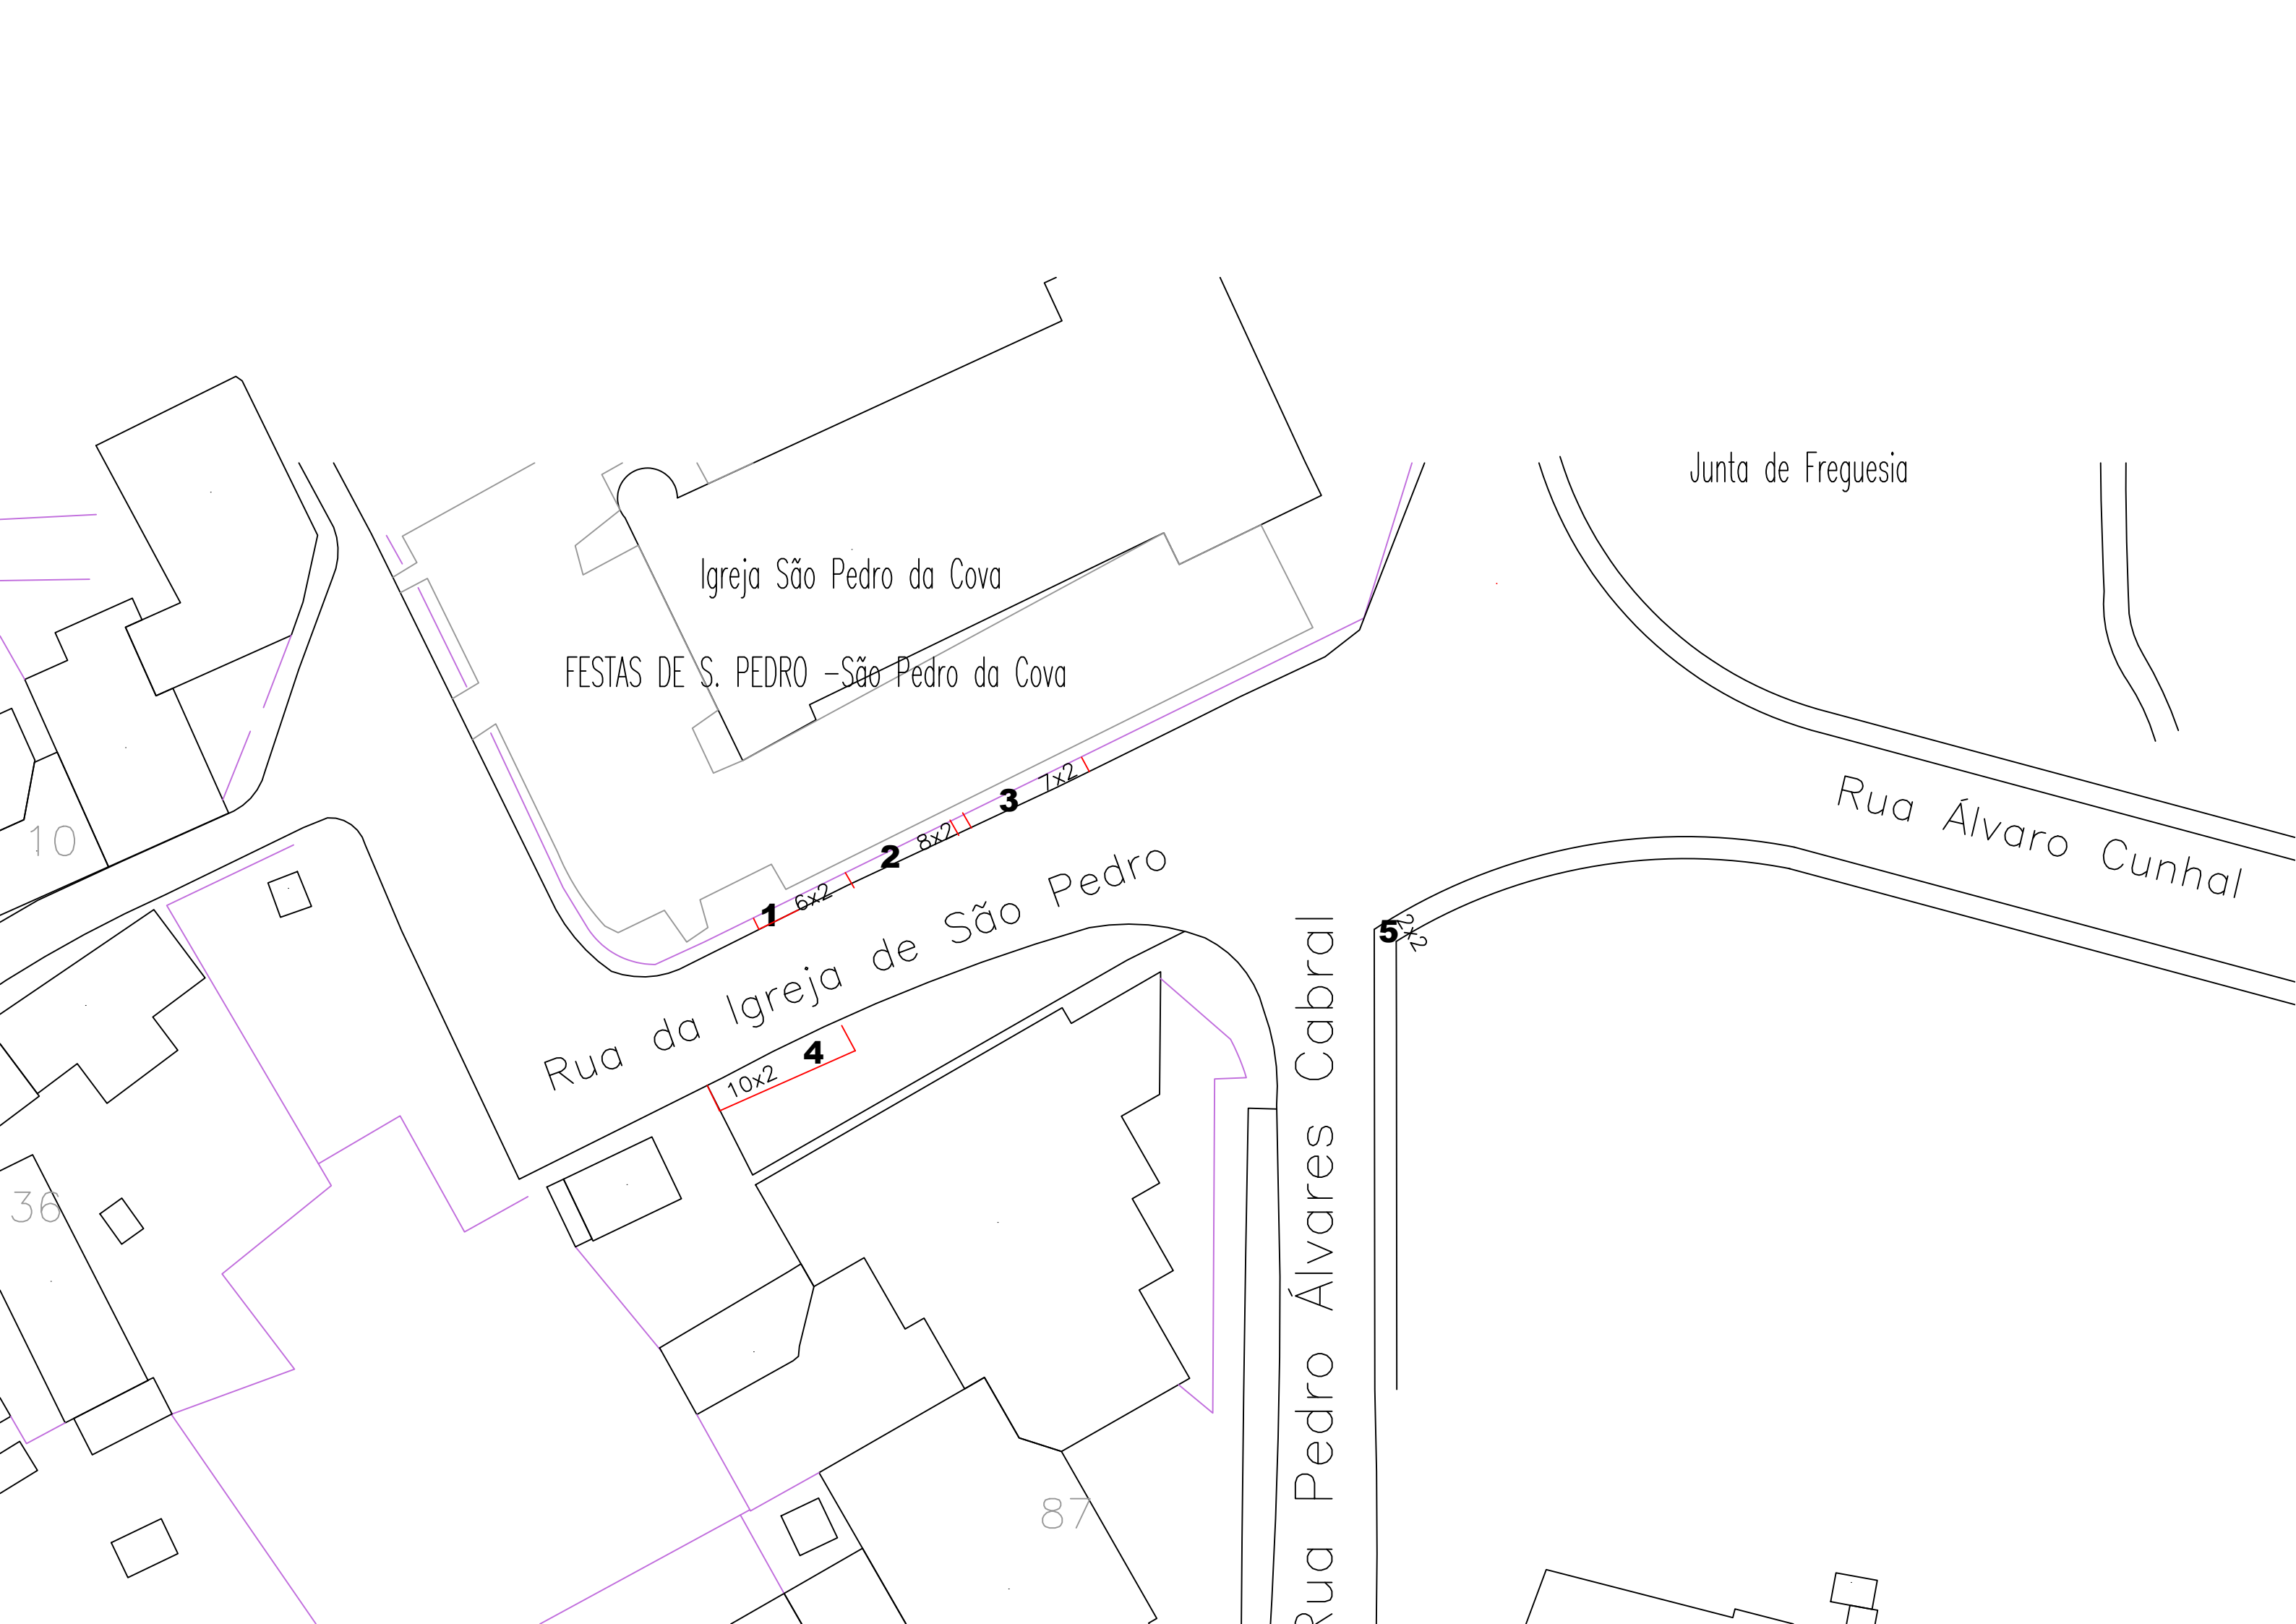 Junta de Freguesia
Igreja São Pedro da Cova
FESTAS DE S. PEDRO –São Pedro da Cova
7x2
3
8x2
2
6x2
1
Rua Álvaro Cunhal
10
Rua da Igreja de São Pedro
5
2x2
4
10x2
Rua Pedro Álvares Cabral
36
87